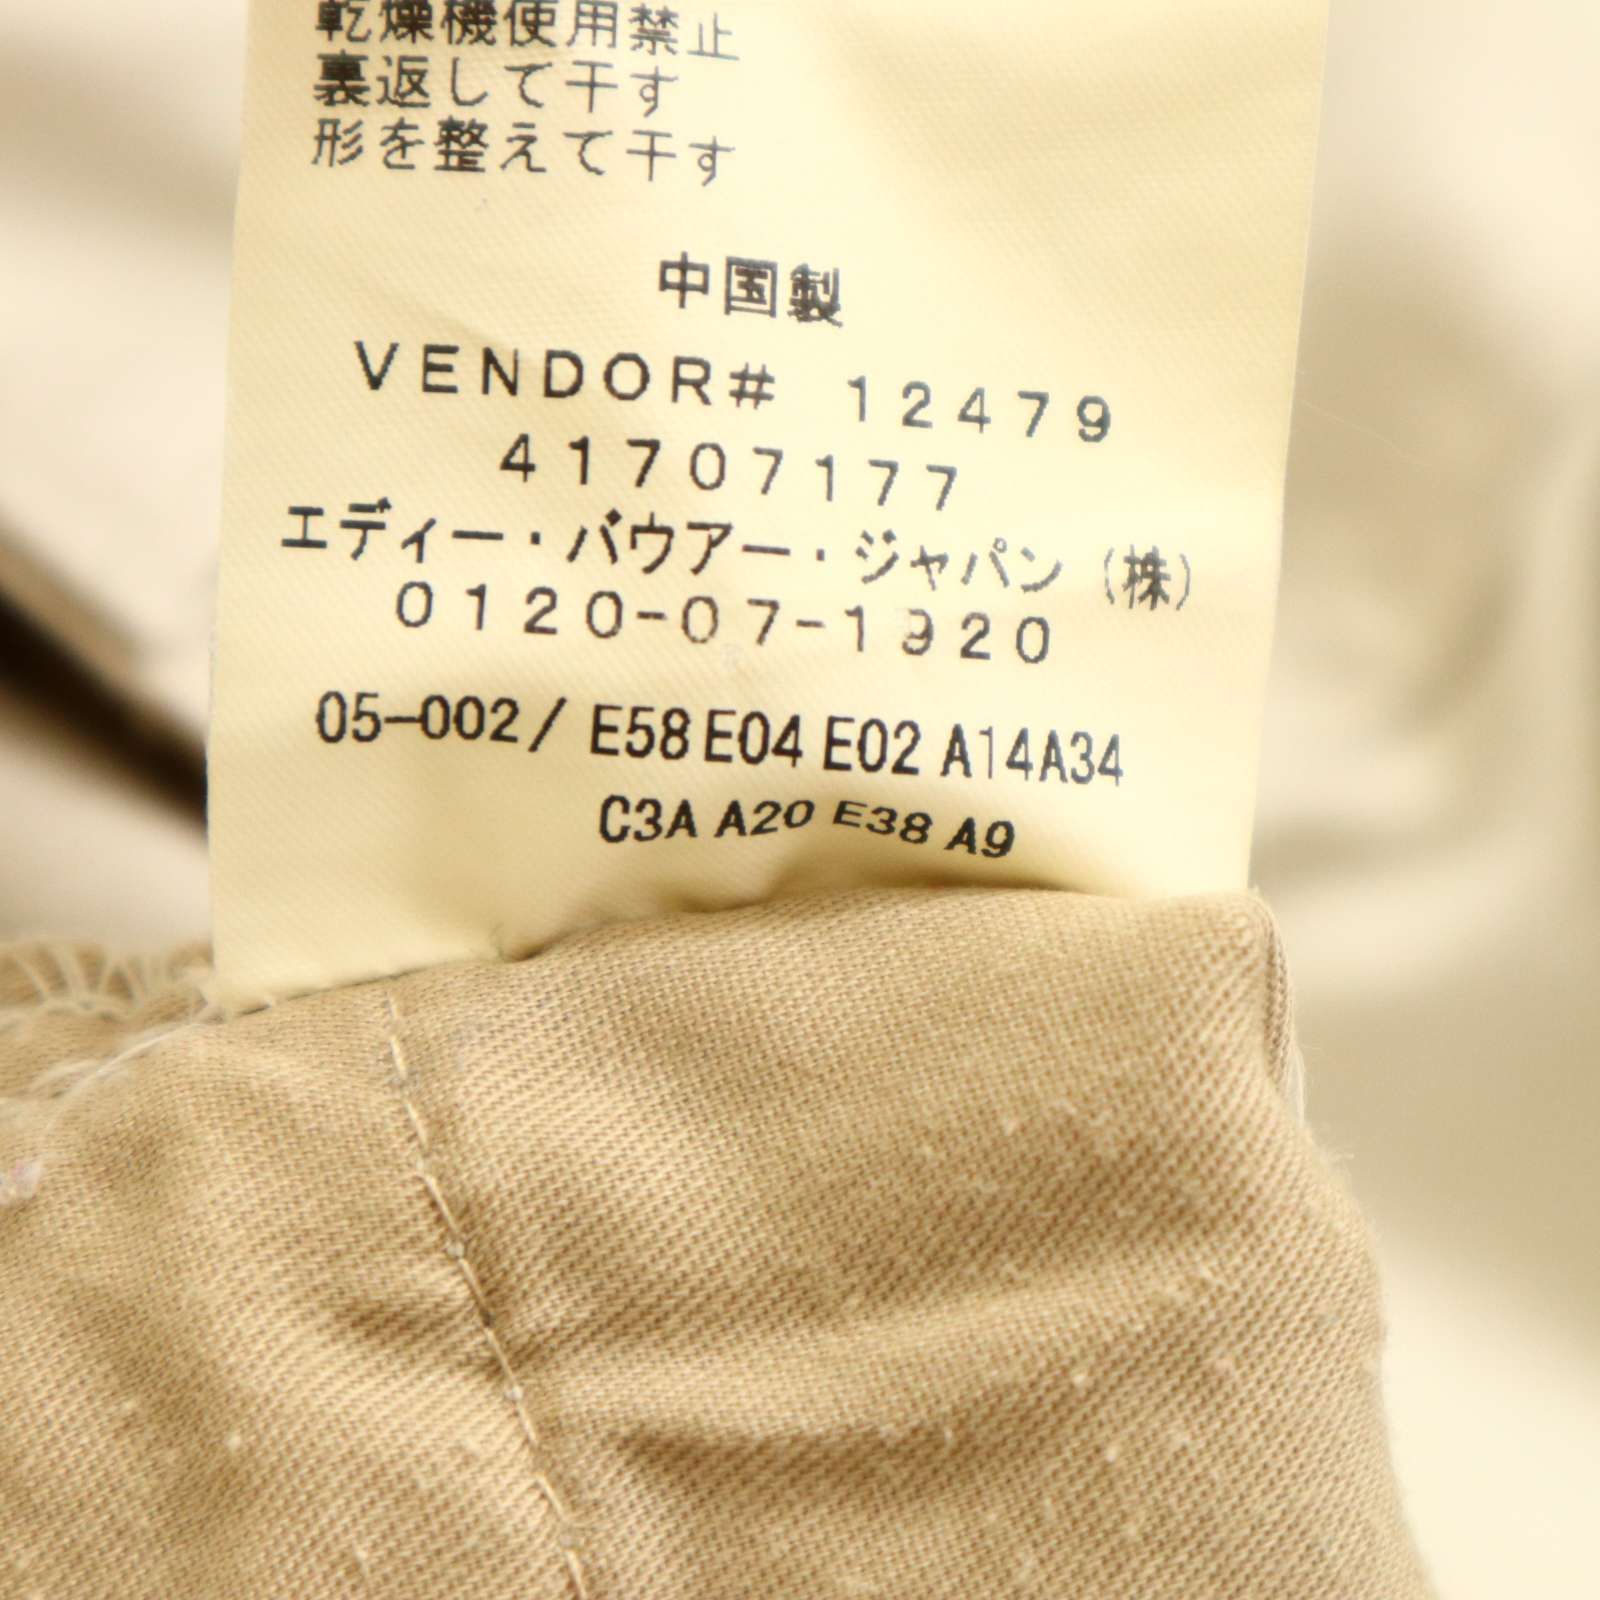 乾燥機使用禁止
裏返して干す
形を整えて干す
中国製
VENDOR# 12479
41707177
エディー・バウアー・ジャパン (株)
0120-07-1920
05-002/ E58 E04 E02 A14A34
C3A A20 E38 A9